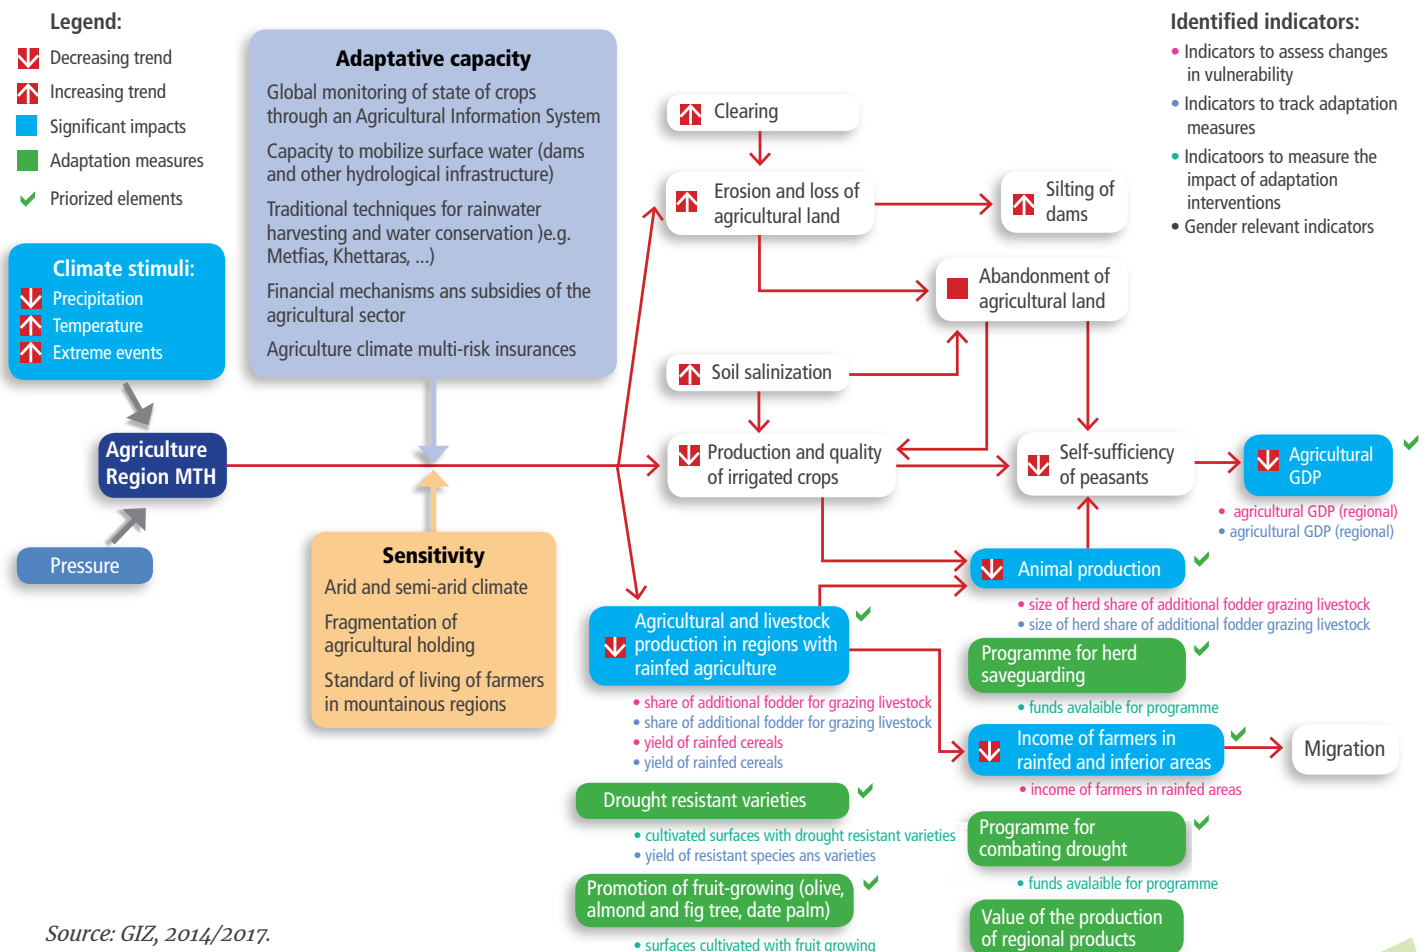 Legend:
Decreasing trend
Increasing trend
Significant impacts
Adaptation measures
Priorized elements
Climate stimuli:
Precipitation
Temperature
Extreme events
Agriculture
Region MTH
Pressure
Adaptative capacity
Global monitoring of state of crops
through an Agricultural Information System
Capacity to mobilize surface water (dams
and other hydrological infrastructure)
Traditional techniques for rainwater
harvesting and water conservation )e.g.
Metfias, Khettaras, ...)
Financial mechanisms ans subsidies of the
agricultural sector
Agriculture climate multi-risk insurances
Sensitivity
Arid and semi-arid climate
Fragmentation of
agricultural holding
Standard of living of farmers
in mountainous regions
Clearing
Erosion and loss of
agricultural land
Silting of
dams
Abandonment of
agricultural land
Soil salinization
Production and quality
of irrigated crops
Self-sufficiency
of peasants
Agricultural
GDP
• agricultural GDP (regional)
• agricultural GDP (regional)
Animal production
• size of herd share of additional fodder grazing livestock
• size of herd share of additional fodder grazing livestock
Agricultural and livestock
production in regions with
rainfed agriculture
• share of additional fodder for grazing livestock
• share of additional fodder for grazing livestock
• yield of rainfed cereals
• yield of rainfed cereals
Programme for herd
saveguarding
• funds avalaible for programme
Income of farmers in
rainfed and inferior areas
• income of farmers in rainfed areas
Migration
Drought resistant varieties
• cultivated surfaces with drought resistant varieties
• yield of resistant species ans varieties
Programme for
combating drought
• funds avalaible for programme
Promotion of fruit-growing (olive,
almond and fig tree, date palm)
• surfaces cultivated with fruit growing
Value of the production
of regional products
Identified indicators:
• Indicators to assess changes
in vulnerability
• Indicators to track adaptation
measures
• Indicatoors to measure the
impact of adaptation
interventions
• Gender relevant indicators
Source: GIZ, 2014/2017.